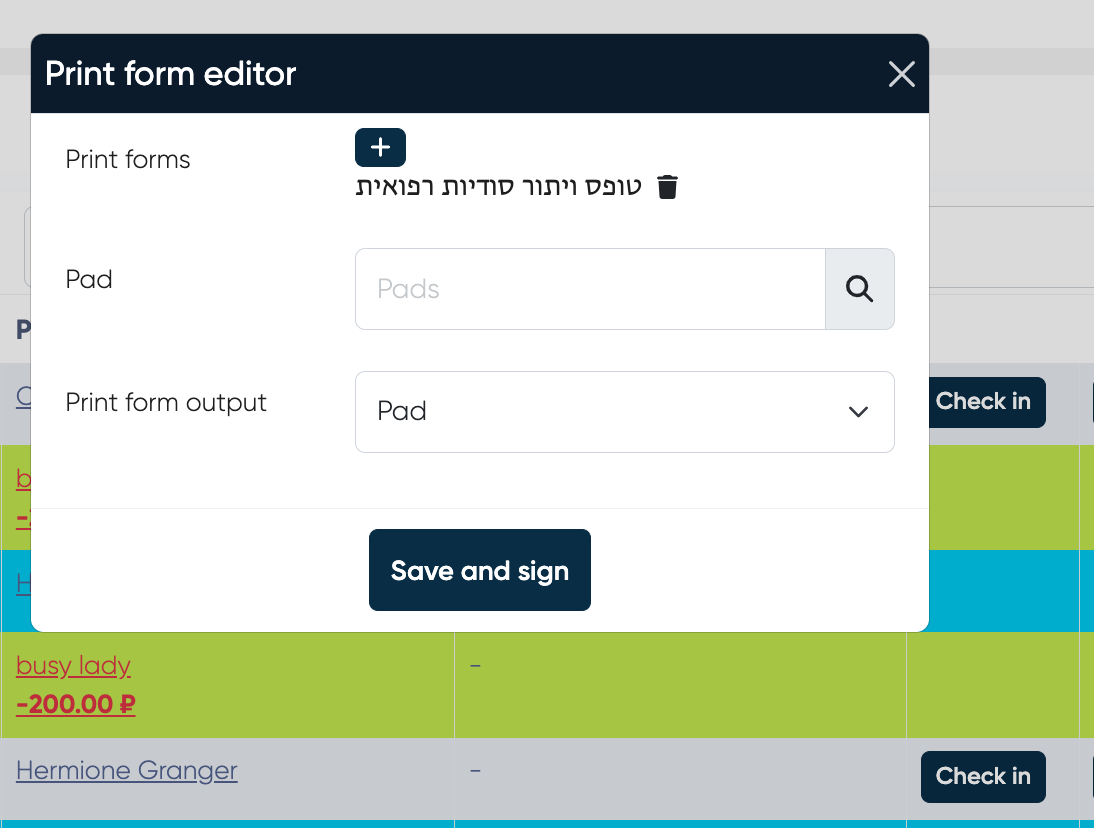 Print form editor
Print forms
טופס ויתור סודיות רפואית
Pad
Pads
Print form output
Pad
Check in
Save and sign
busy lady
-
-200.00 ₽
Hermione Granger
-
Check in